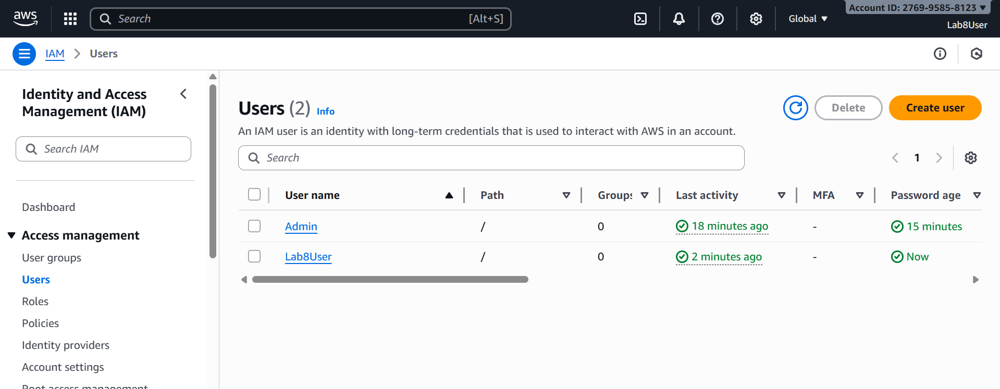 aws
Search [Alt+S]
Global
Account ID: 2769-9585-8123
Lab8User
IAM Users
Identity and Access
Management (IAM)
Search IAM
Dashboard
Access management
User groups
Users
Roles
Policies
Identity providers
Account settings
Root access management
Users (2) Info
Delete
Create user
An IAM user is an identity with long-term credentials that is used to interact with AWS in an account.
Search
1
User name Path Groups Last activity MFA Password age
Admin / 0 18 minutes ago - 15 minutes
Lab8User / 0 2 minutes ago - Now